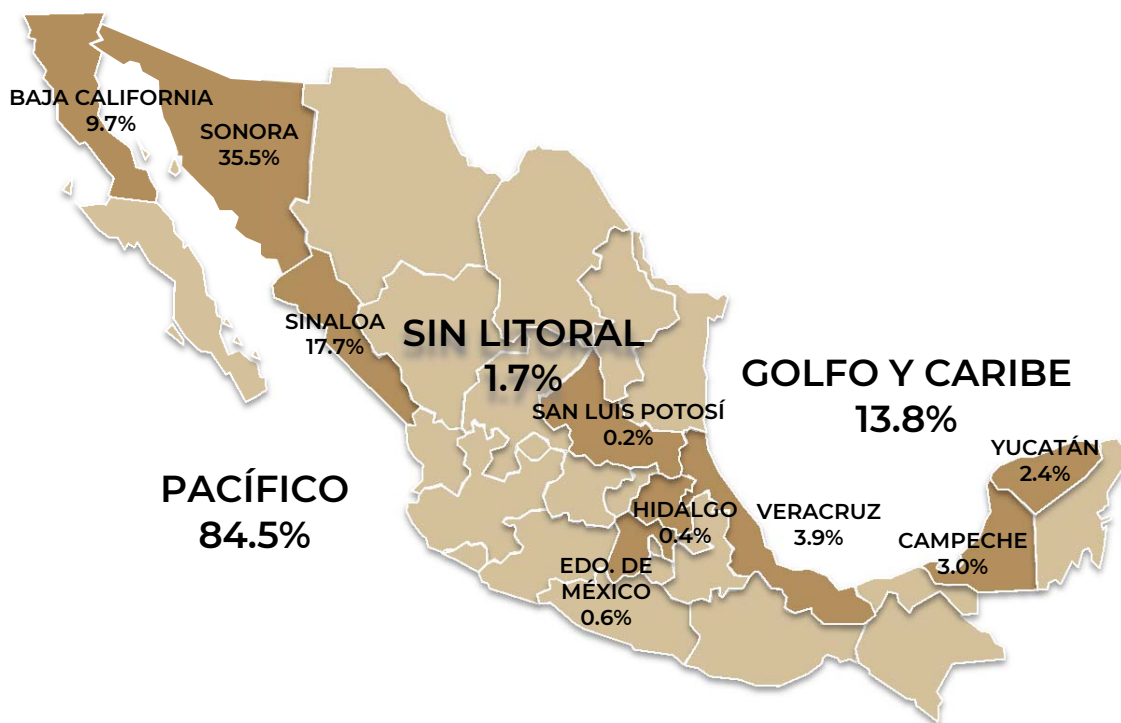 BAJA CALIFORNIA
9.7%
SONORA
35.5%
SINALOA
17.7%
SIN LITORAL
1.7%
GOLFO Y CARIBE
13.8%
SAN LUIS POTOSÍ
0.2%
YUCATÁN
2.4%
PACÍFICO
84.5%
HIDALGO
0.4%
VERACRUZ
3.9%
CAMPECHE
3.0%
EDO. DE
MÉXICO
0.6%